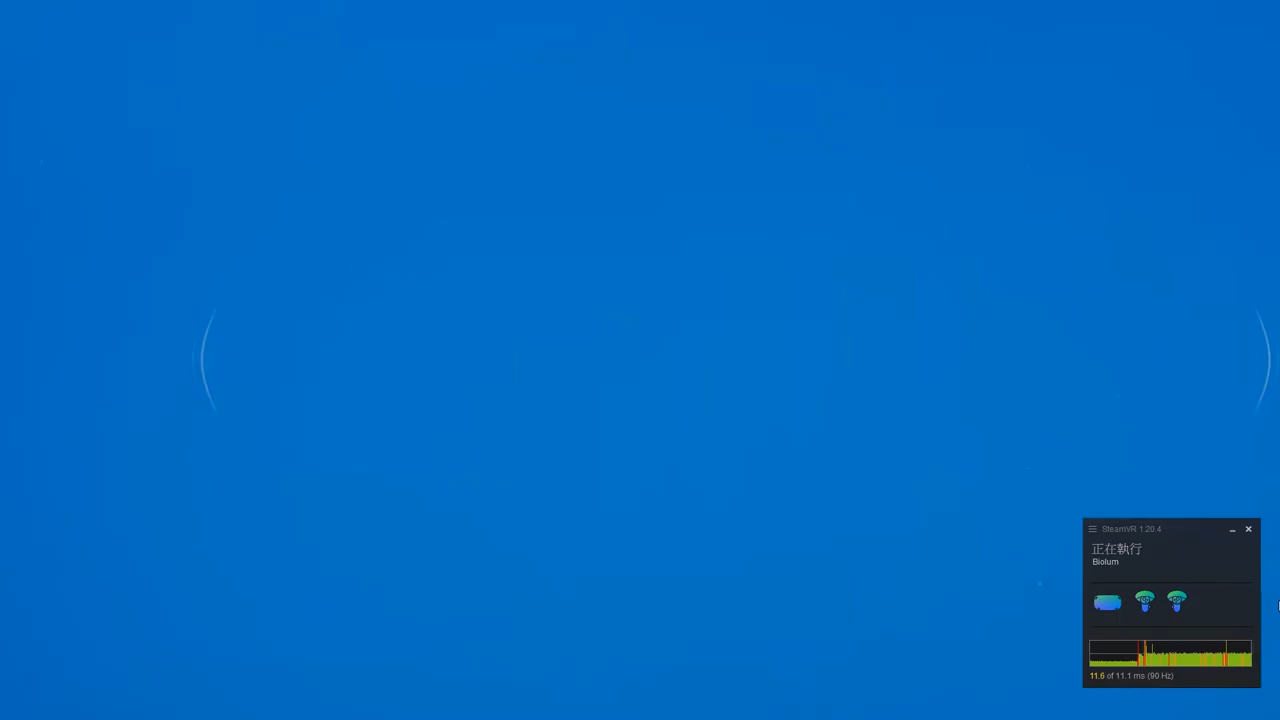 SteamVR 1.20.4
正在執行
Biolum
11.6 of 11.1 ms (90 Hz)